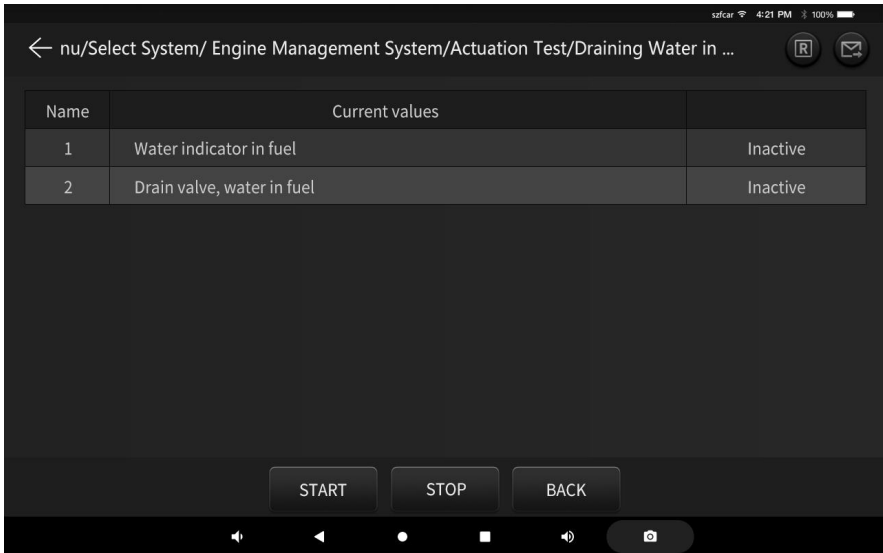 szfcar 4:21 PM 100%
nu/Select System/ Engine Management System/Actuation Test/Draining Water in ...
R
Name Current values
1 Water indicator in fuel Inactive
2 Drain valve, water in fuel Inactive
START STOP BACK